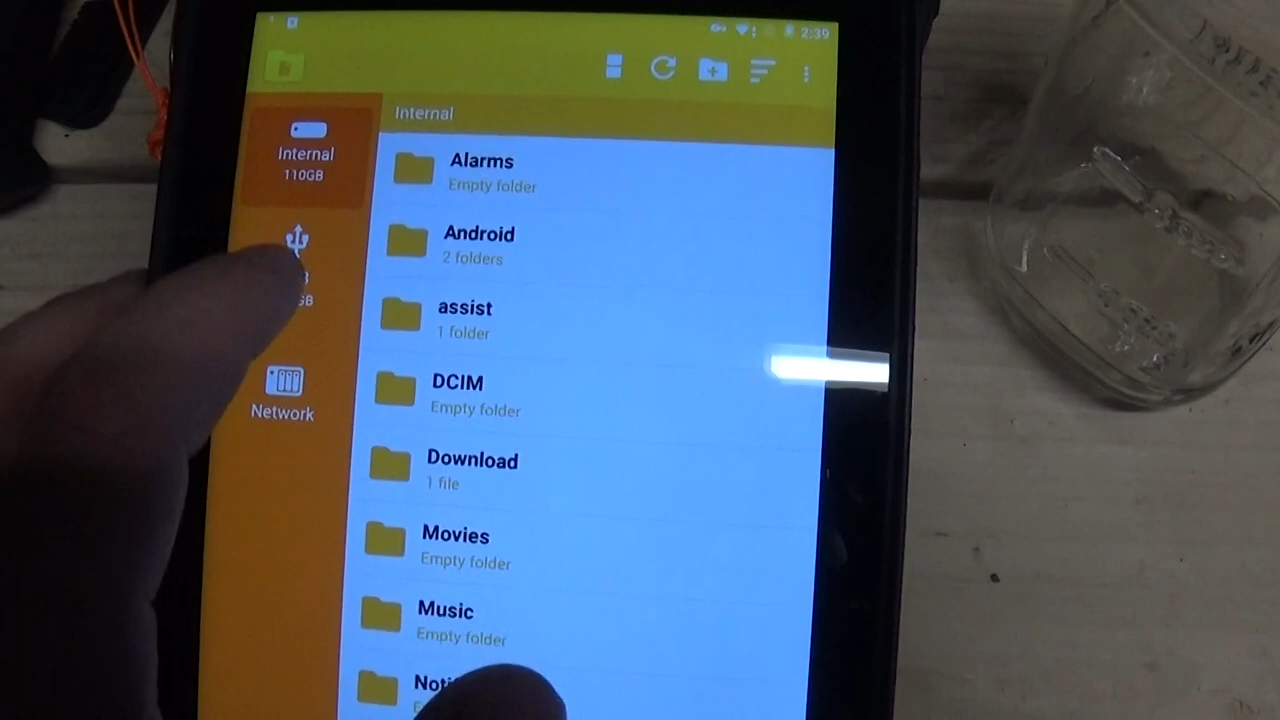 2:39
Internal
110GB
Network
Internal
Alarms
Empty folder
Android
2 folders
assist
1 folder
DCIM
Empty folder
Download
1 file
Movies
Empty folder
Music
Empty folder